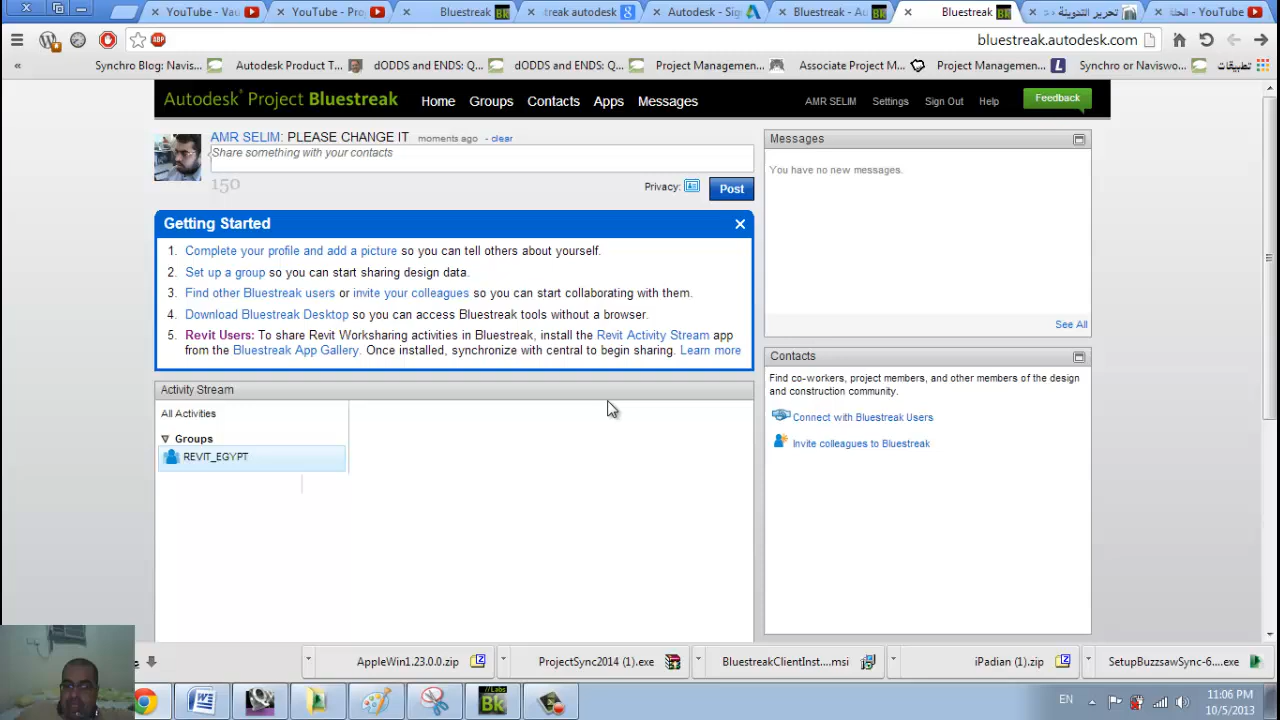 YouTube - Vau
YouTube - Proj
Bluestreak
treak autodesk
Autodesk - Sig
Bluestreak - Au
Bluestreak
تحرير التدوينة
YouTube - الحلقة
bluestreak.autodesk.com
ABP
Synchro Blog: Navis...
Autodesk Product T...
dODDS and ENDS: Q...
dODDS and ENDS: Q...
Project Managemen...
Associate Project M...
Project Managemen...
Synchro or Naviswo...
تطبيقات
Autodesk® Project Bluestreak
Home
Groups
Contacts
Apps
Messages
AMR SELIM
Settings
Sign Out
Help
Feedback
AMR SELIM: PLEASE CHANGE IT moments ago - clear
Share something with your contacts
150
Privacy:
Post
Getting Started
1. Complete your profile and add a picture so you can tell others about yourself.
2. Set up a group so you can start sharing design data.
3. Find other Bluestreak users or invite your colleagues so you can start collaborating with them.
4. Download Bluestreak Desktop so you can access Bluestreak tools without a browser.
5. Revit Users: To share Revit Worksharing activities in Bluestreak, install the Revit Activity Stream app
from the Bluestreak App Gallery. Once installed, synchronize with central to begin sharing. Learn more
Activity Stream
All Activities
Groups
REVIT_EGYPT
Messages
You have no new messages.
See All
Contacts
Find co-workers, project members, and other members of the design
and construction community.
Connect with Bluestreak Users
Invite colleagues to Bluestreak
AppleWin1.23.0.0.zip
ProjectSync2014 (1).exe
BluestreakClientInst....msi
iPadian (1).zip
SetupBuzzsawSync-6....exe
//Labs
Bk
EN
11:06 PM
10/5/2013